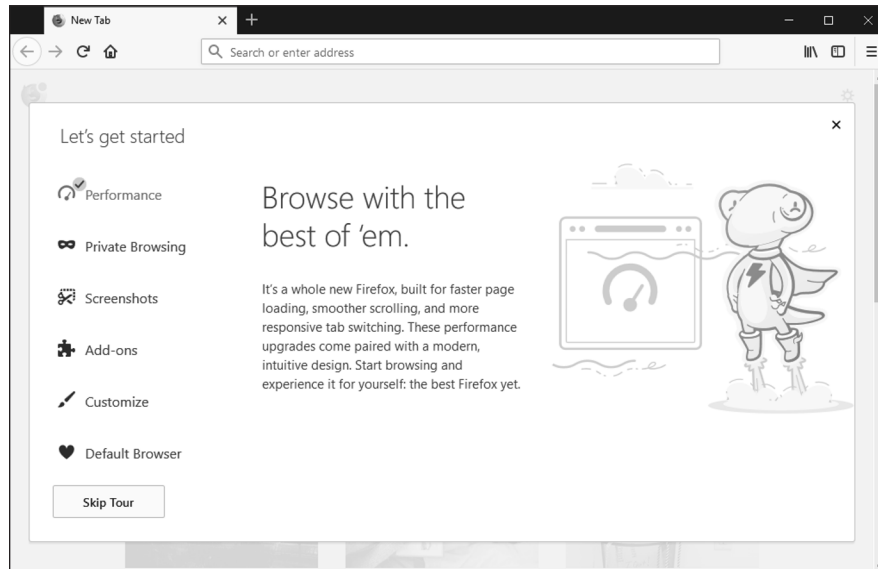 New Tab
Search or enter address
Let's get started
Performance
Private Browsing
Screenshots
Add-ons
Customize
Default Browser
Skip Tour
Browse with the
best of ‘em.
It's a whole new Firefox, built for faster page
loading, smoother scrolling, and more
responsive tab switching. These performance
upgrades come paired with a modern,
intuitive design. Start browsing and
experience it for yourself: the best Firefox yet.